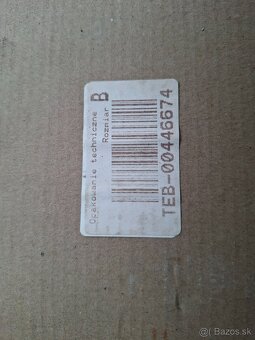 Opakowanie techniczne
Rozmiar B
TEB-00446674
© Bazos.sk